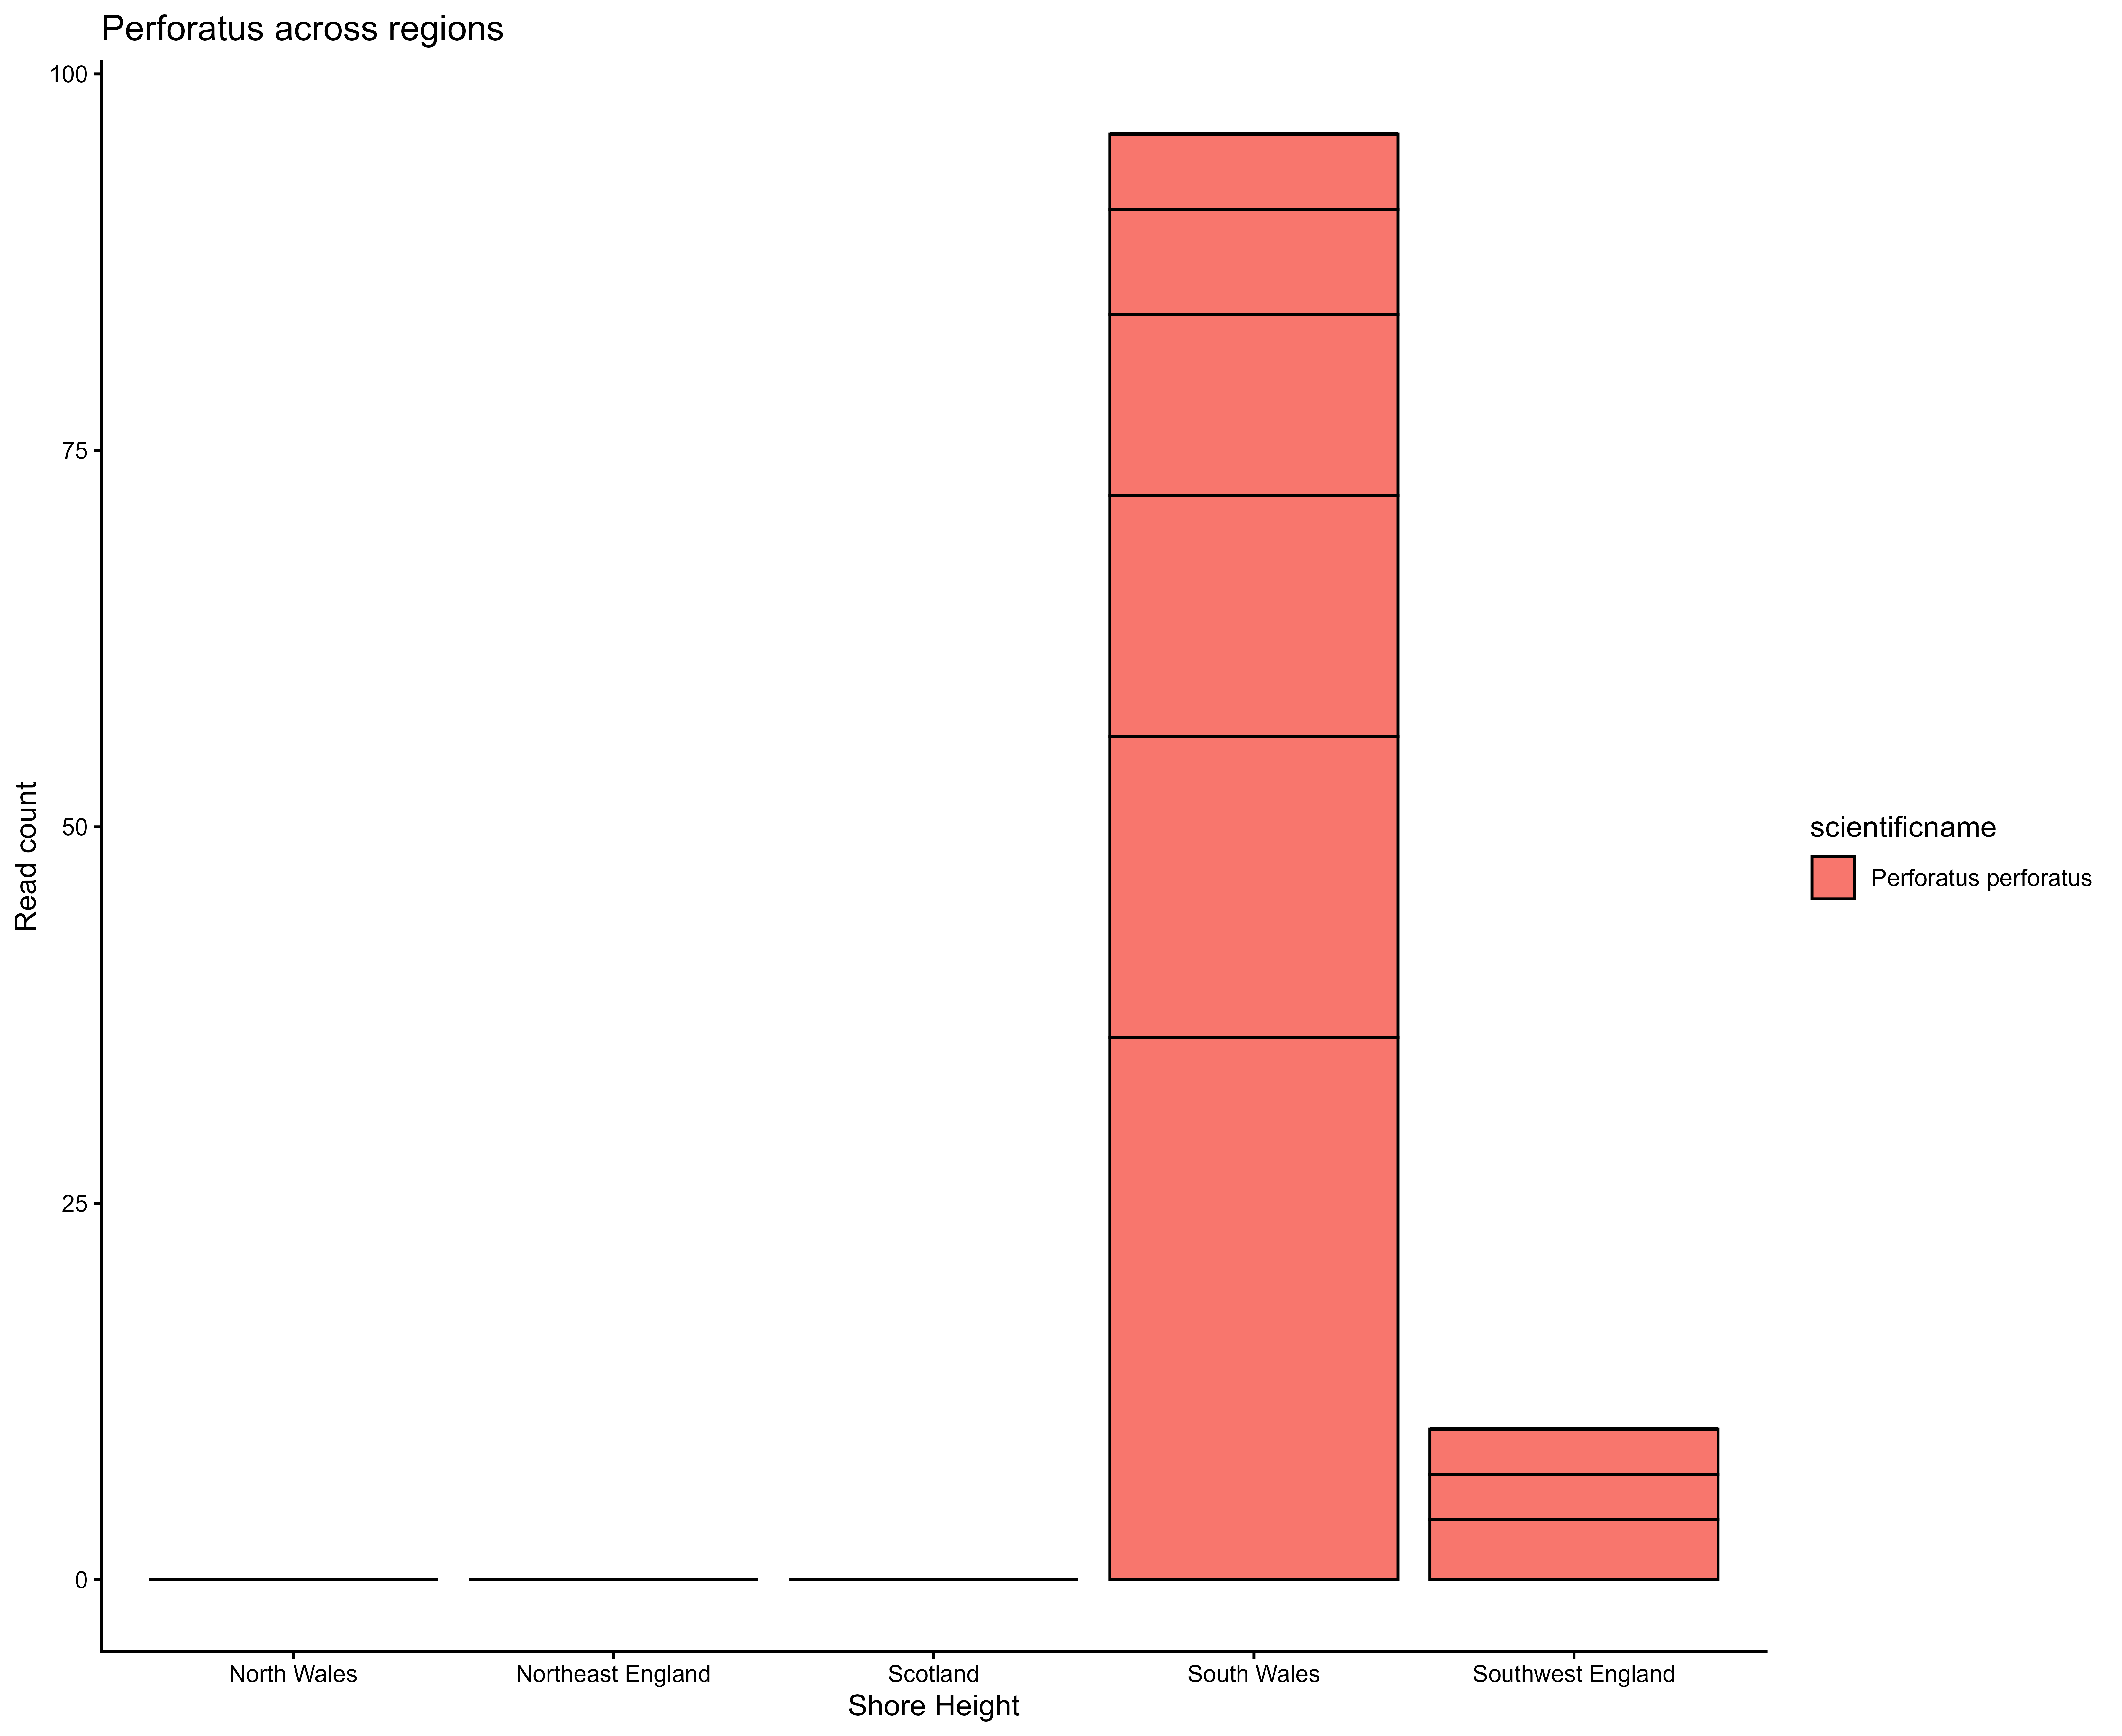 Perforatus across regions
100
75
50
25
0
Read count
North Wales
Northeast England
Scotland
South Wales
Southwest England
Shore Height
scientificname
Perforatus perforatus